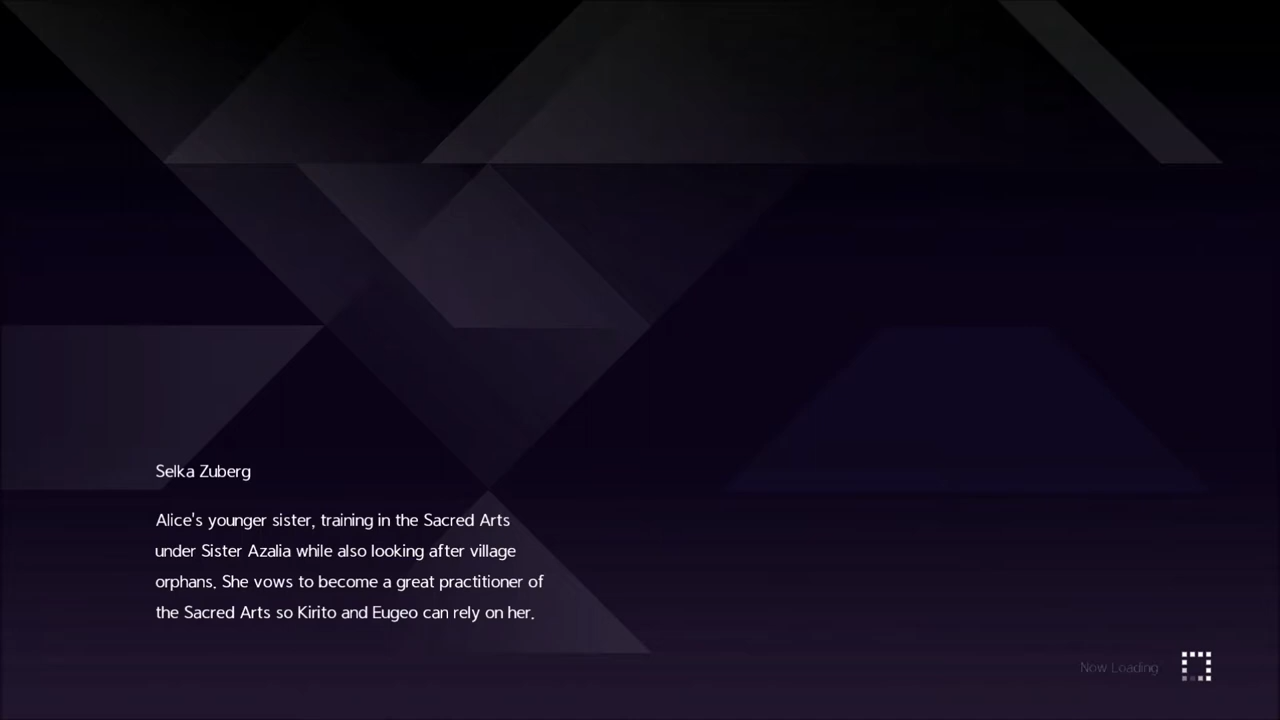 Selka Zuberg
Alice's younger sister, training in the Sacred Arts
under Sister Azalia while also looking after village
orphans. She vows to become a great practitioner of
the Sacred Arts so Kirito and Eugeo can rely on her.
Now Loading